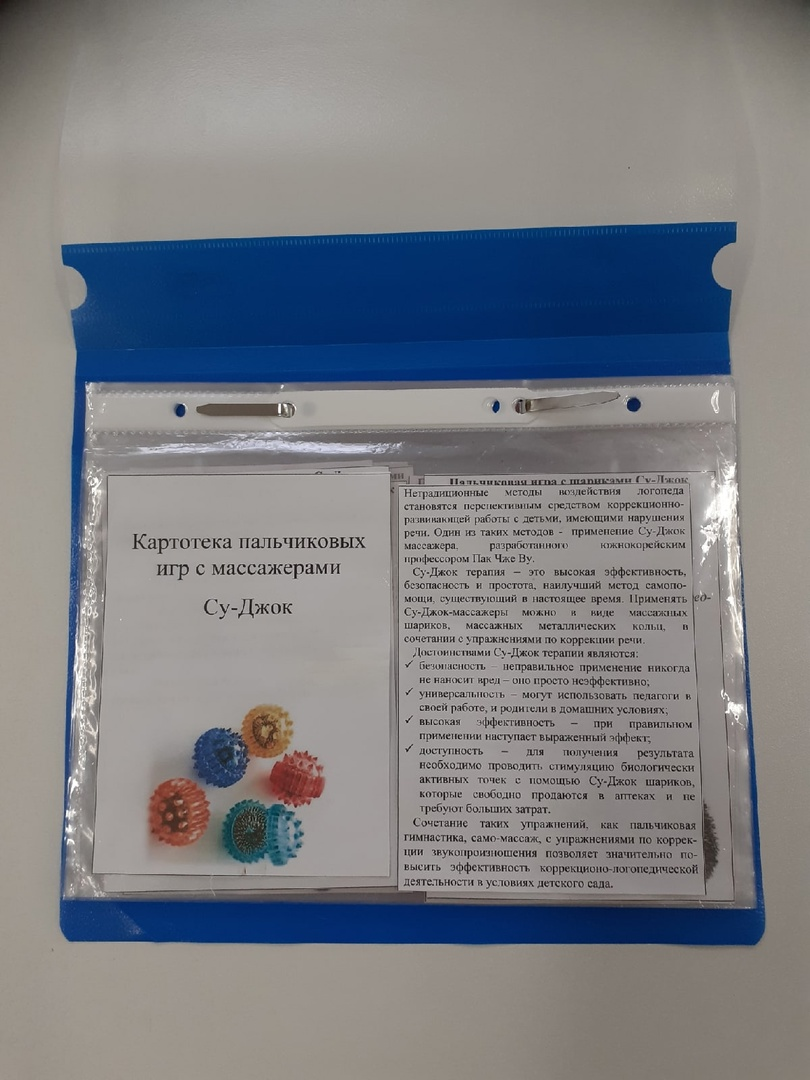 Картотека пальчиковых
игр с массажерами
Су-Джок
Пальчиковая игра с шариками Су-Джок
Нетрадиционные методы воздействия логопеда
становятся перспективным средством коррекционно-
развивающей работы с детьми, имеющими нарушения
речи. Один из таких методов - применение Су-Джок
массажера, разработанного южнокорейским
профессором Пак Чже Ву.
Су-Джок терапия – это высокая эффективность,
безопасность и простота, наилучший метод самопо-
мощи, существующий в настоящее время. Применять
Су-Джок-массажеры можно в виде массажных
шариков, массажных металлических колец, в
сочетании с упражнениями по коррекции речи.
Достоинствами Су-Джок терапии являются:
✓ безопасность – неправильное применение никогда
не наносит вред – оно просто неэффективно;
✓ универсальность – могут использовать педагоги в
своей работе, и родители в домашних условиях;
✓ высокая эффективность – при правильном
применении наступает выраженный эффект;
✓ доступность – для получения результата
необходимо проводить стимуляцию биологически
активных точек с помощью Су-Джок шариков,
которые свободно продаются в аптеках и не
требуют больших затрат.
Сочетание таких упражнений, как пальчиковая
гимнастика, само-массаж, с упражнениями по коррек-
ции звукопроизношения позволяет значительно по-
высить эффективность коррекционо-логопедической
деятельности в условиях детского сада.